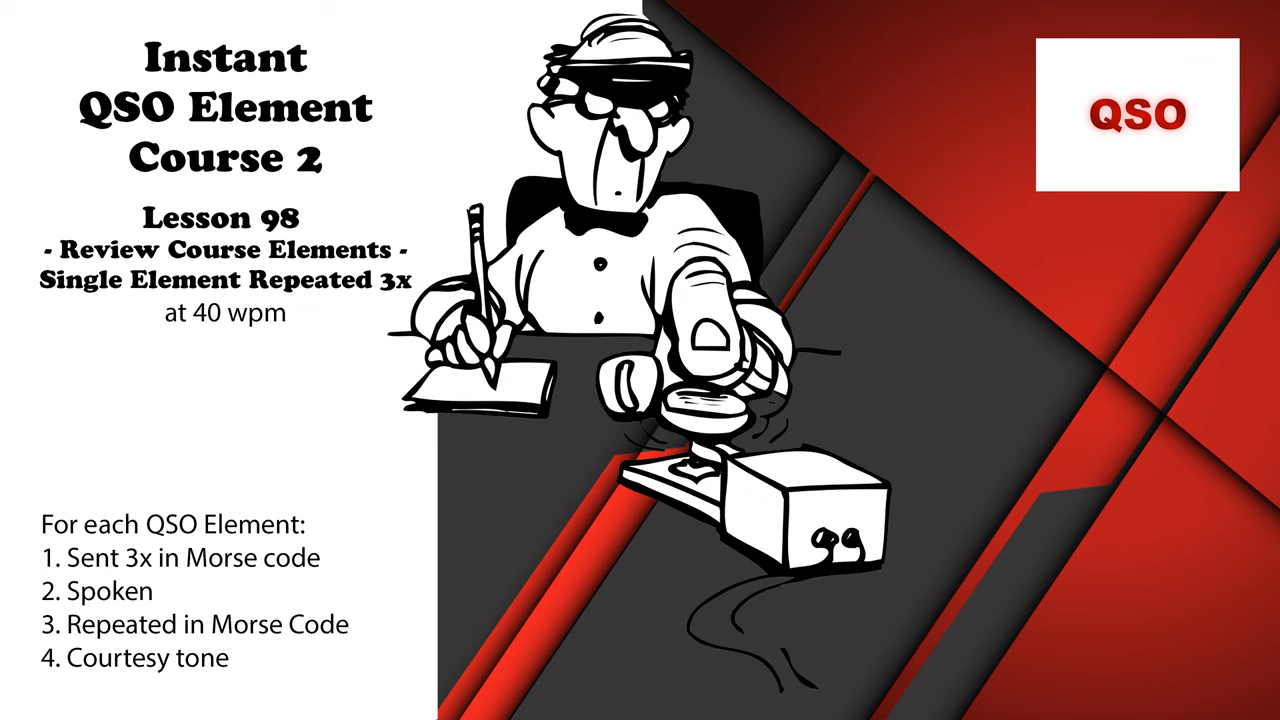 Instant
QSO Element
Course 2
Lesson 98
- Review Course Elements -
Single Element Repeated 3x
at 40 wpm
QSO
For each QSO Element:
1. Sent 3x in Morse code
2. Spoken
3. Repeated in Morse Code
4. Courtesy tone